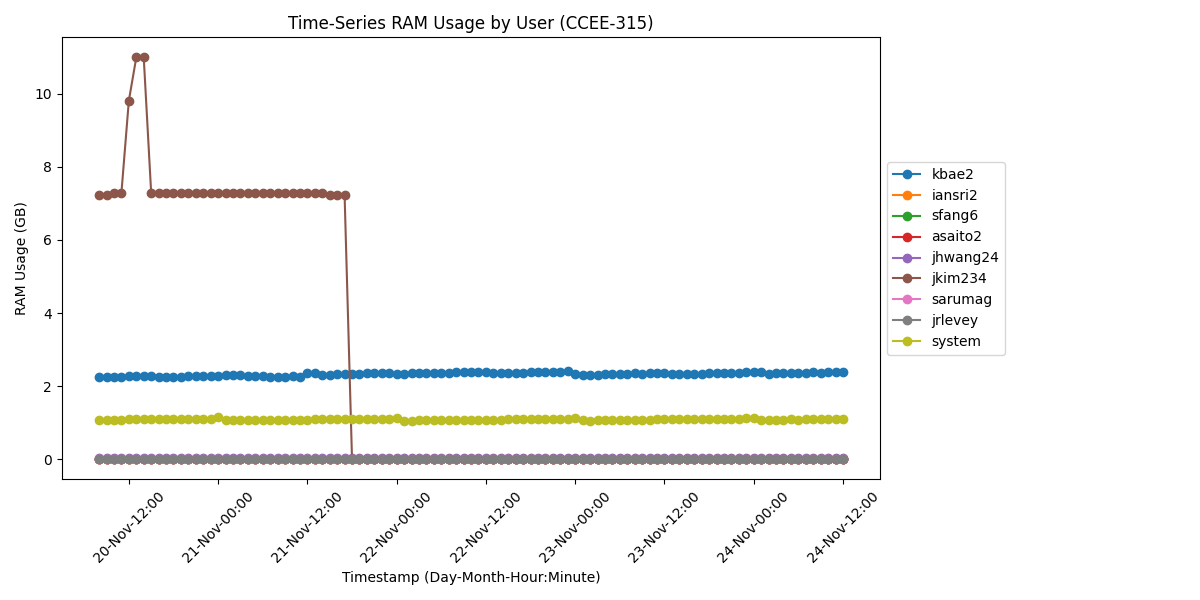 Time-Series RAM Usage by User (CCEE-315)
RAM Usage (GB)
10
8
6
4
2
0
20-Nov-12:00
21-Nov-00:00
21-Nov-12:00
22-Nov-00:00
22-Nov-12:00
23-Nov-00:00
23-Nov-12:00
24-Nov-00:00
24-Nov-12:00
Timestamp (Day-Month-Hour:Minute)
kbae2
iansri2
sfang6
asaito2
jhwang24
jkim234
sarumag
jrlevey
system